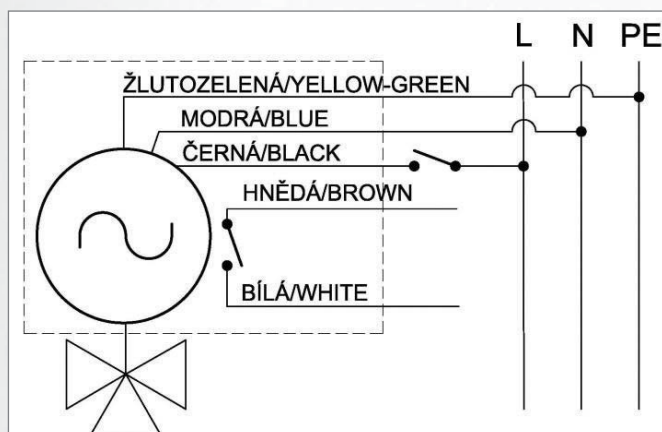 L N PE
ŽLUTOZELENÁ/YELLOW-GREEN
MODRÁ/BLUE
ČERNÁ/BLACK
HNĚDÁ/BROWN
BÍLÁ/WHITE